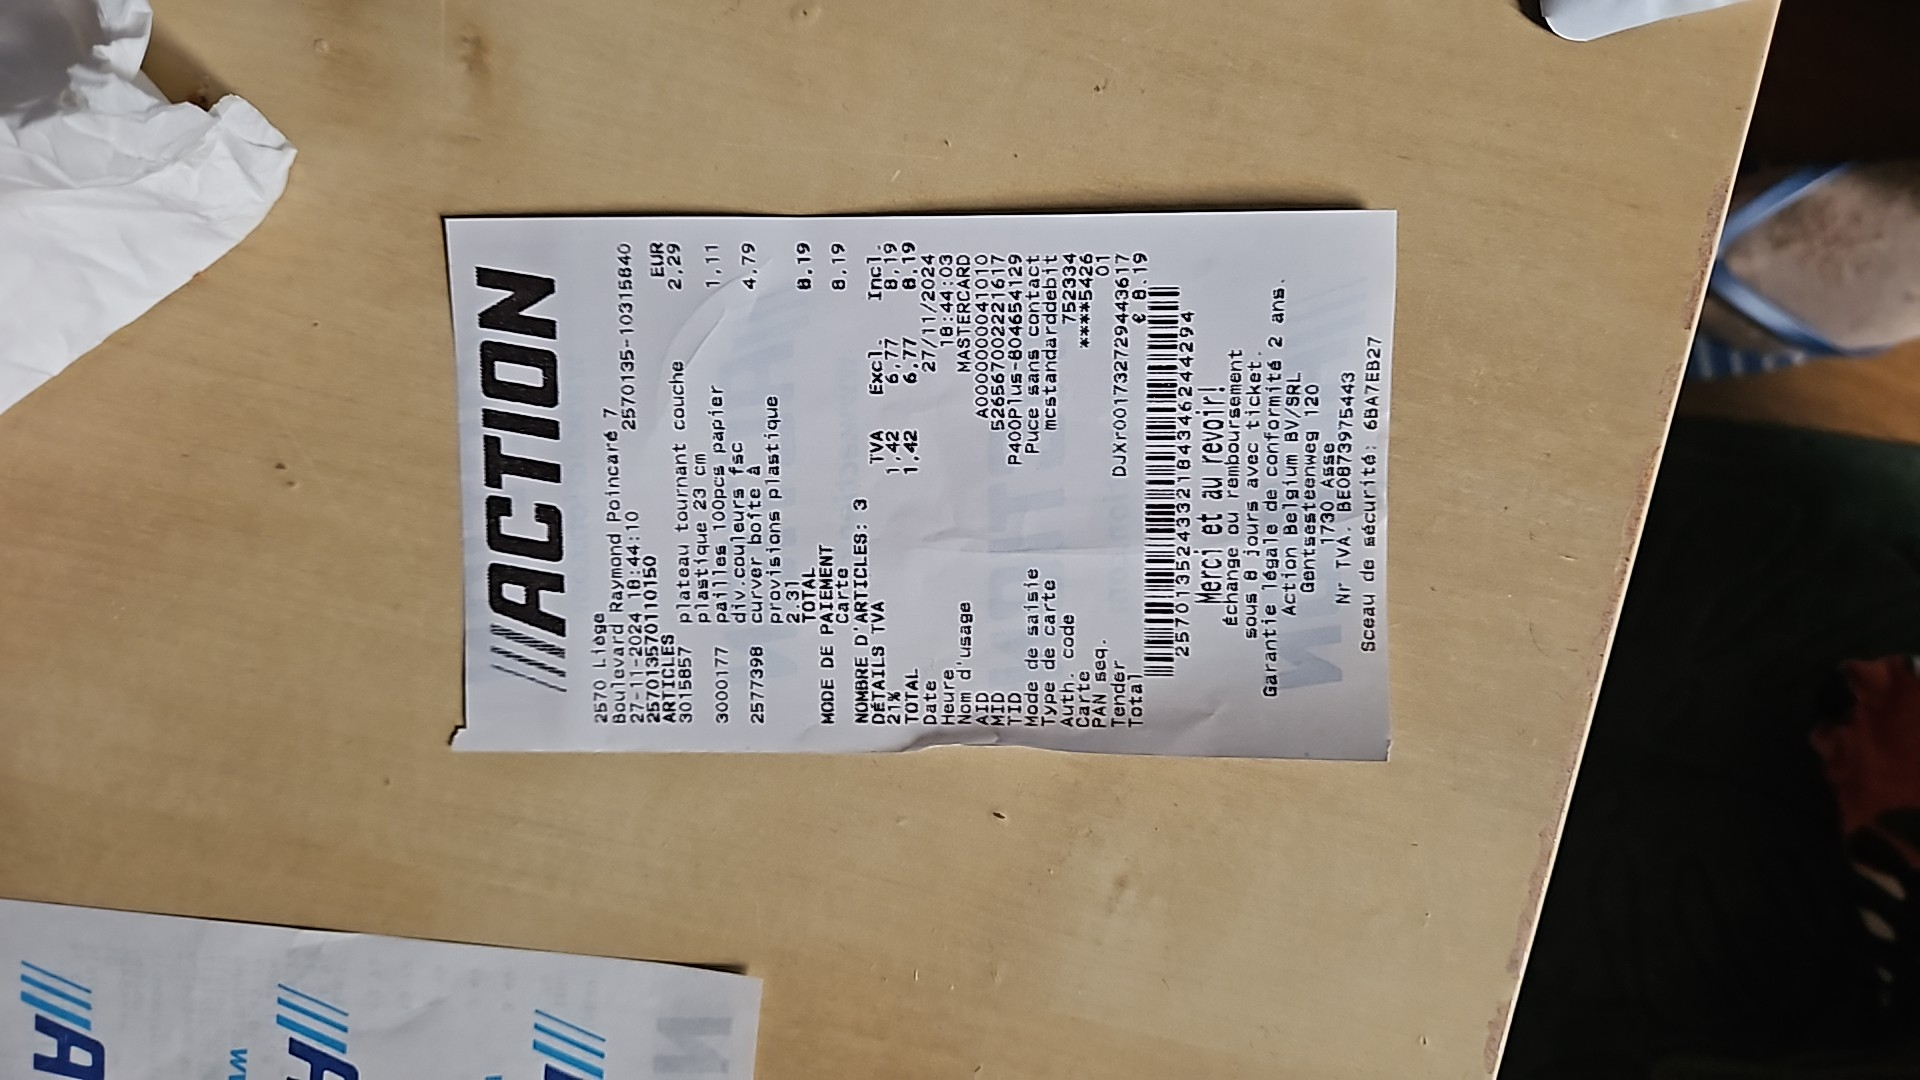 ACTION
2570 Liège
Boulevard Raymond Poincaré 7
27-11-2024 18:44:10 2570135-10315840
2570135701110150
ARTICLES EUR
3015857 plateau tournant couche 2,29
plastique 23 cm
3000177 pailles 100pcs papier 1,11
div.couleurs fsc
2577398 curver boîte à 4,79
provisions plastique
2.31
TOTAL 8.19
MODE DE PAIEMENT
Carte 8.19
NOMBRE D'ARTICLES: 3
DÉTAILS TVA TVA Excl. Incl.
21% 1,42 6,77 8,19
TOTAL 1,42 6,77 8,19
Date 27/11/2024
Heure 18:44:03
Nom d'usage MASTERCARD
AID A0000000041010
MID 526567002221617
TID P400Plus-804654129
Mode de saisie Puce sans contact
Type de carte mcstandarddebit
Auth. code 752334
Carte ****5426
PAN seq. 01
Tender DJXr001732729443617
Total € 8.19
2570135243321843462442​94
Merci et au revoir!
Échange ou remboursement
sous 8 jours avec ticket.
Garantie légale de conformité 2 ans.
Action Belgium BV/SRL
Gentsesteenweg 120
1730 Asse
Nr TVA. BE0873975443
Sceau de sécurité: 6BA7EB27